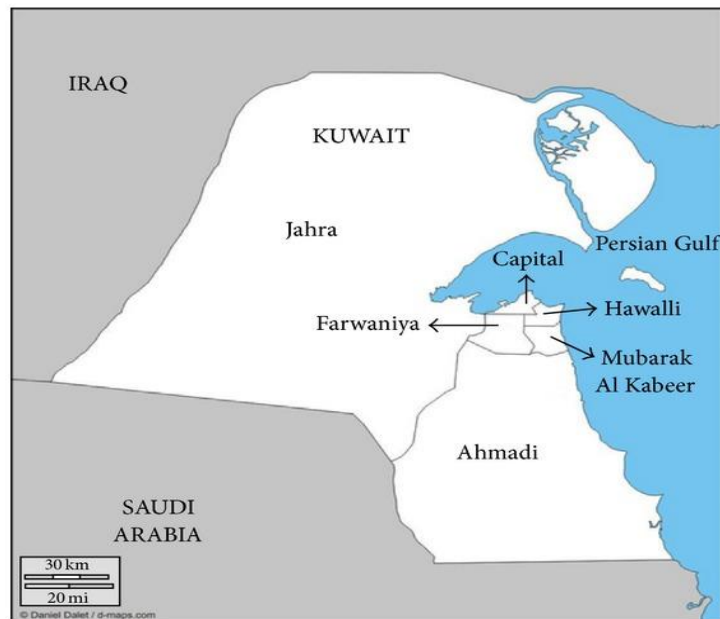 IRAQ
KUWAIT
Jahra
Persian Gulf
Capital
Hawalli
Farwaniya
Mubarak
Al Kabeer
Ahmadi
SAUDI
ARABIA
30 km
20 mi
© Daniel Dalet / d-maps.com